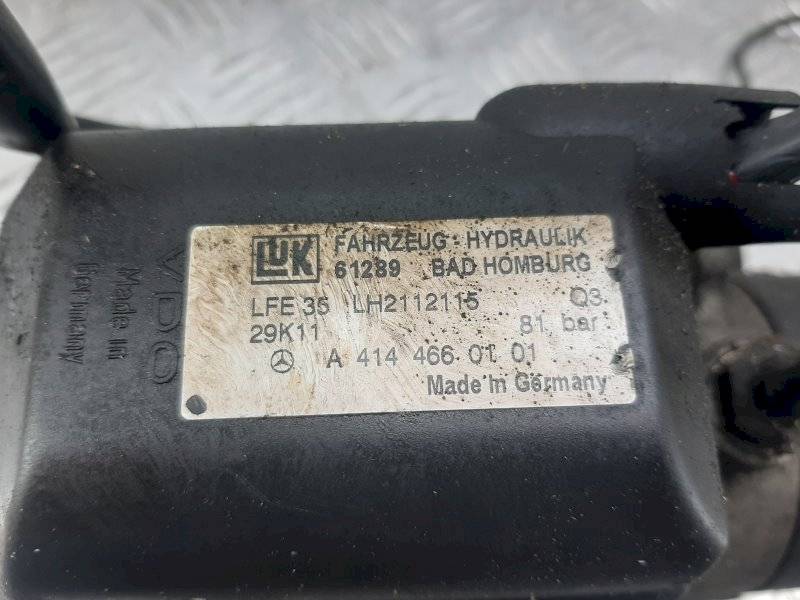 LUK FAHRZEUG - HYDRAULIK
61289 BAD HOMBURG
LFE 35 LH2112115 Q3
29K11 81 bar
A 414 466 01 01
Made in Germany
VDO
Made in
Germany